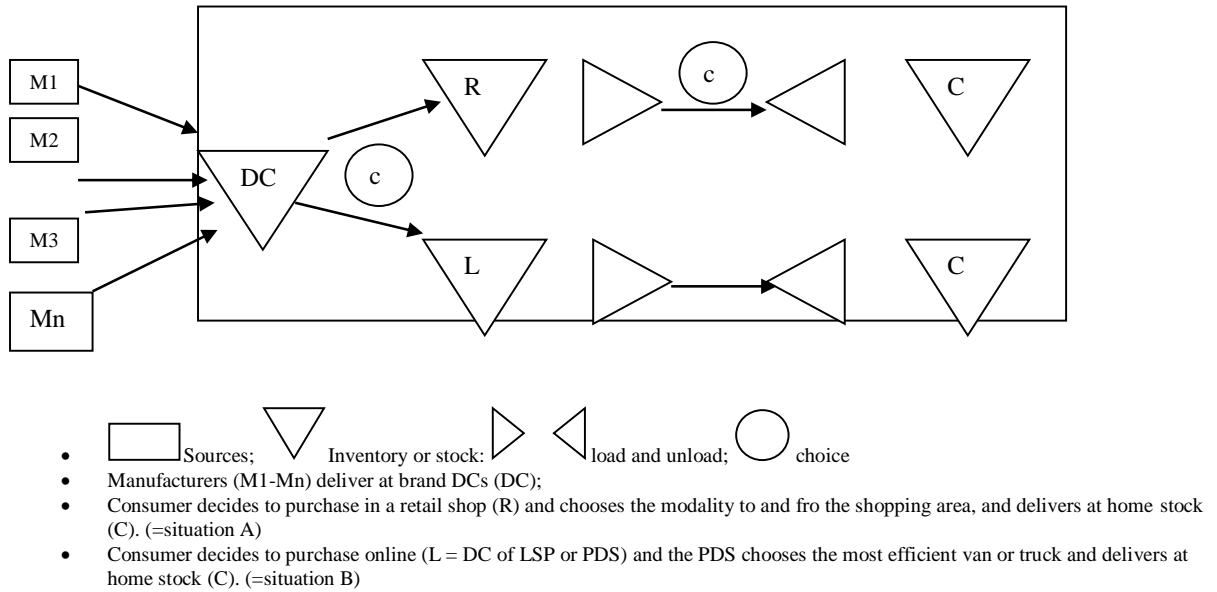 M1
M2
M3
Mn
DC
c
R
L
c
C
C
Sources; Inventory or stock: load and unload; choice
• Manufacturers (M1-Mn) deliver at brand DCs (DC);
• Consumer decides to purchase in a retail shop (R) and chooses the modality to and fro the shopping area, and delivers at home stock
(C). (=situation A)
• Consumer decides to purchase online (L = DC of LSP or PDS) and the PDS chooses the most efficient van or truck and delivers at
home stock (C). (=situation B)